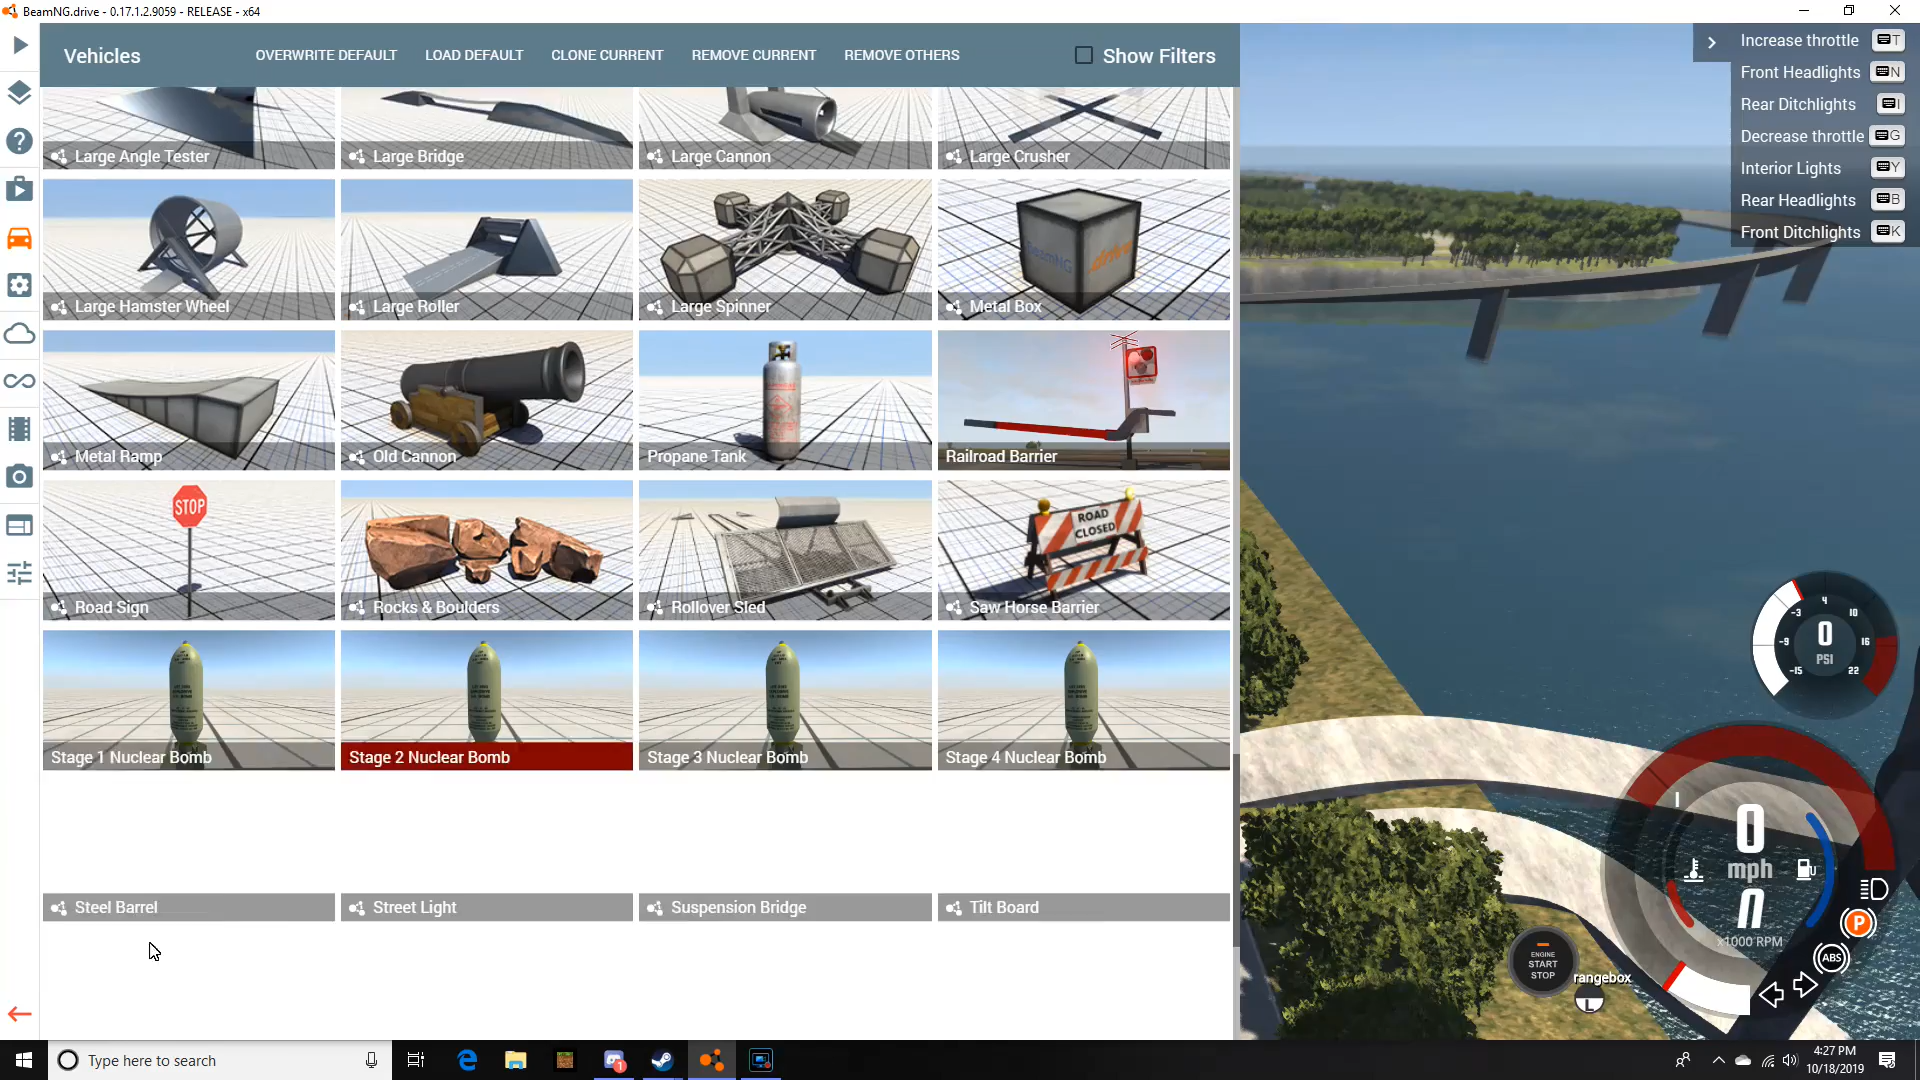 BeamNG.drive - 0.17.1.2.9059 - RELEASE - x64
Vehicles
OVERWRITE DEFAULT
LOAD DEFAULT
CLONE CURRENT
REMOVE CURRENT
REMOVE OTHERS
Show Filters
Increase throttle T
Front Headlights N
Rear Ditchlights I
Decrease throttle G
Interior Lights Y
Rear Headlights B
Front Ditchlights K
Large Angle Tester
Large Bridge
Large Cannon
Large Crusher
BeamNG
drive
Large Hamster Wheel
Large Roller
Large Spinner
Metal Box
Metal Ramp
Old Cannon
Propane Tank
Railroad Barrier
STOP
ROAD
CLOSED
Road Sign
Rocks & Boulders
Rollover Sled
Saw Horse Barrier
Stage 1 Nuclear Bomb
Stage 2 Nuclear Bomb
Stage 3 Nuclear Bomb
Stage 4 Nuclear Bomb
Steel Barrel
Street Light
Suspension Bridge
Tilt Board
4
-3 10
-9 0 16
PSI
-15 22
0
mph
n
x1000 RPM
P
ABS
ENGINE
START
STOP
rangebox
L
Type here to search
1
4:27 PM
10/18/2019